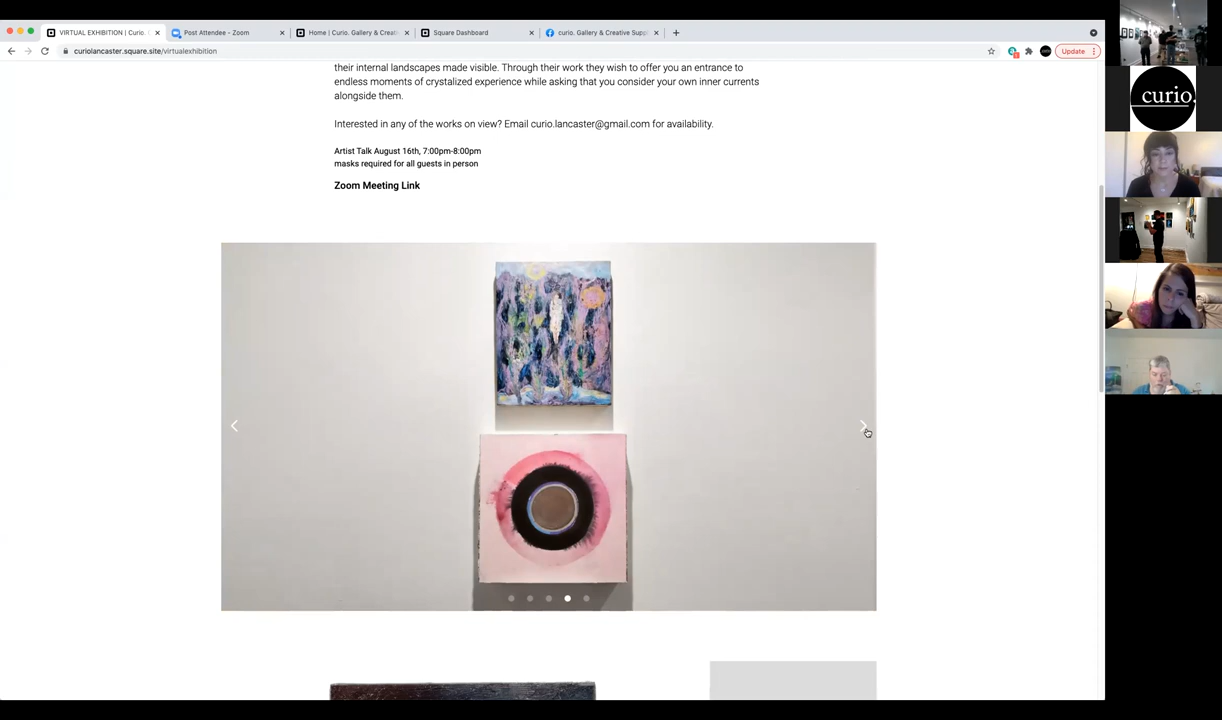 VIRTUAL EXHIBITION | Curio. G
Post Attendee - Zoom
Home | Curio. Gallery & Creati
Square Dashboard
curio. Gallery & Creative Supp
curiolancaster.square.site/virtualexhibition
Update
their internal landscapes made visible. Through their work they wish to offer you an entrance to
endless moments of crystalized experience while asking that you consider your own inner currents
alongside them.
Interested in any of the works on view? Email curio.lancaster@gmail.com for availability.
Artist Talk August 16th, 7:00pm-8:00pm
masks required for all guests in person
Zoom Meeting Link
curio.